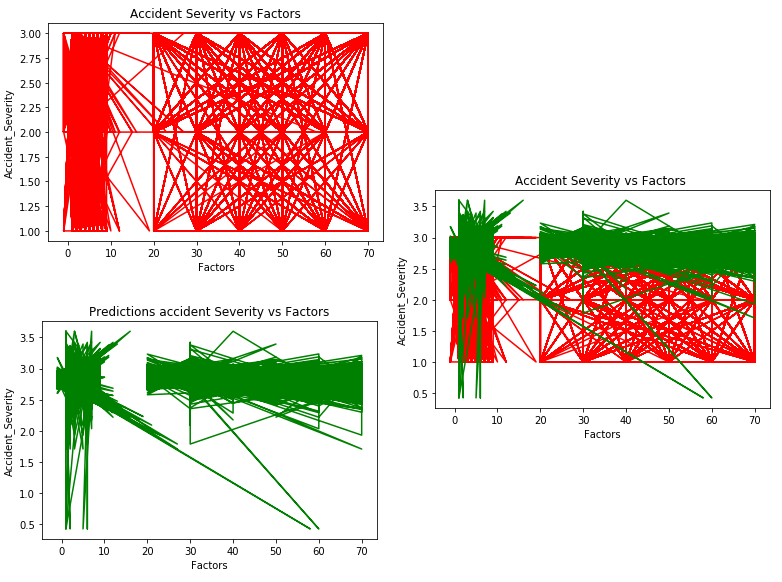 Accident Severity vs Factors
Accident_Severity
3.00
2.75
2.50
2.25
2.00
1.75
1.50
1.25
1.00
0 10 20 30 40 50 60 70
Factors
Predictions accident Severity vs Factors
Accident_Severity
3.5
3.0
2.5
2.0
1.5
1.0
0.5
0 10 20 30 40 50 60 70
Factors
Accident Severity vs Factors
Accident_Severity
3.5
3.0
2.5
2.0
1.5
1.0
0.5
0 10 20 30 40 50 60 70
Factors